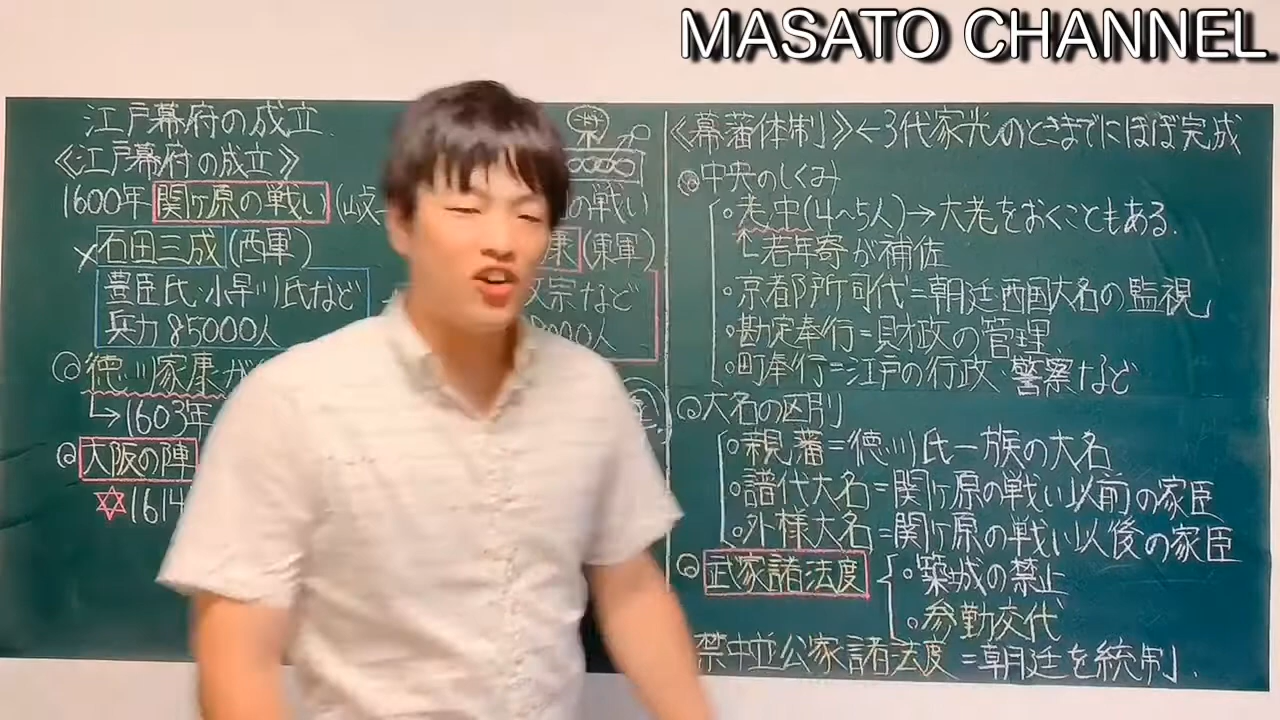 MASATO CHANNEL
江戸幕府の成立
《江戸幕府の成立》
1600年 関ヶ原の戦い
の戦い
× 石田三成 (西軍)
康 (東軍)
豊臣氏・小早川氏など
宗など
兵力85000人
000人
◎徳川家康が
↳1603年
◎大阪の陣
✡1614
《幕藩体制》←3代家光のときまでにほぼ完成
◎中央のしくみ
・老中(4~5人)→大老をおくこともある.
↳若年寄が補佐
・京都所司代=朝廷西国大名の監視
・勘定奉行=財政の管理
・町奉行=江戸の行政・警察など
◎大名の区別
・親藩=徳川氏一族の大名
・譜代大名=関ヶ原の戦い以前の家臣
・外様大名=関ヶ原の戦い以後の家臣
◎武家諸法度
・築城の禁止
・参勤交代
禁中並公家諸法度=朝廷を統制.